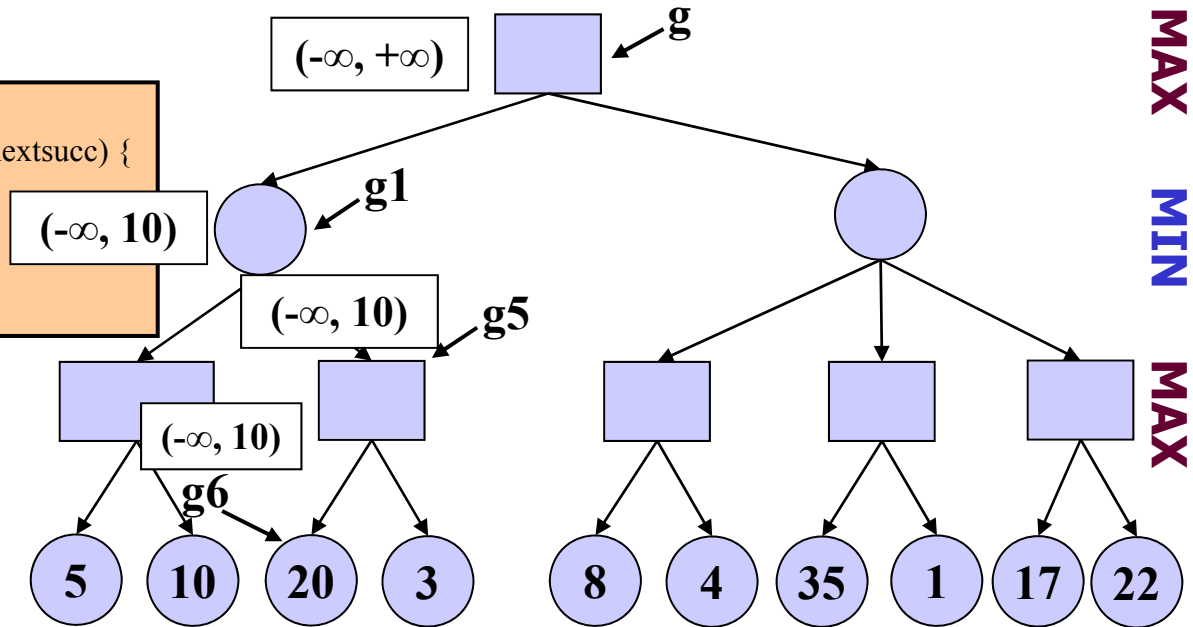 g
(-∞, +∞)
MAX
extsucc) {
g1
(-∞, 10)
MIN
(-∞, 10)
g5
MAX
(-∞, 10)
g6
5 10 20 3 8 4 35 1 17 22